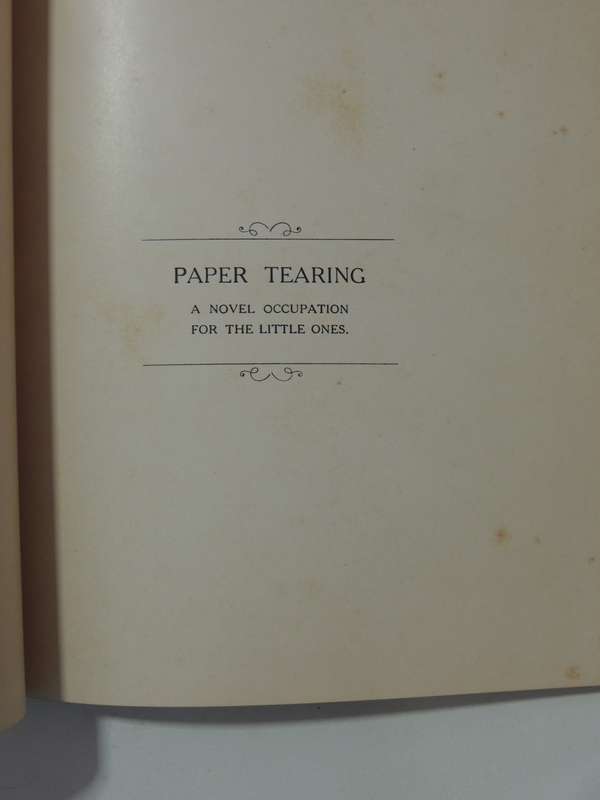 PAPER TEARING
A NOVEL OCCUPATION
FOR THE LITTLE ONES.